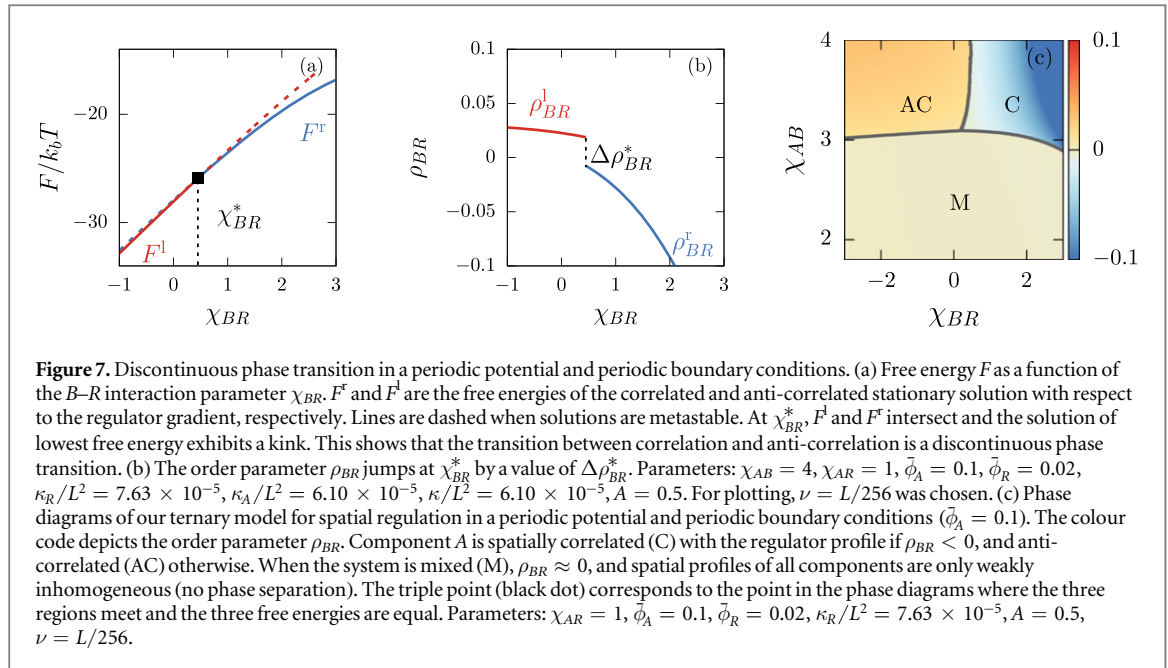 (a)
F/k_bT
−20
−30
F^r
χ*_BR
F^l
−1 0 1 2 3
χ_BR
(b)
0.1
0.05
0
−0.05
−0.1
ρ_BR
ρ^l_BR
Δρ*_BR
ρ^r_BR
−1 0 1 2 3
χ_BR
(c)
4
3
2
χ_AB
AC
C
M
−2 0 2
χ_BR
0.1
0
−0.1
Figure 7. Discontinuous phase transition in a periodic potential and periodic boundary conditions. (a) Free energy F as a function of
the B–R interaction parameter χ_BR. F^r and F^l are the free energies of the correlated and anti-correlated stationary solution with respect
to the regulator gradient, respectively. Lines are dashed when solutions are metastable. At χ*_BR, F^l and F^r intersect and the solution of
lowest free energy exhibits a kink. This shows that the transition between correlation and anti-correlation is a discontinuous phase
transition. (b) The order parameter ρ_BR jumps at χ*_BR by a value of Δρ*_BR. Parameters: χ_AB = 4, χ_AR = 1, ϕ̄_A = 0.1, ϕ̄_R = 0.02,
κ_R/L² = 7.63 × 10⁻⁵, κ_A/L² = 6.10 × 10⁻⁵, κ/L² = 6.10 × 10⁻⁵, A = 0.5. For plotting, ν = L/256 was chosen. (c) Phase
diagrams of our ternary model for spatial regulation in a periodic potential and periodic boundary conditions (ϕ̄_A = 0.1). The colour
code depicts the order parameter ρ_BR. Component A is spatially correlated (C) with the regulator profile if ρ_BR < 0, and anti-
correlated (AC) otherwise. When the system is mixed (M), ρ_BR ≈ 0, and spatial profiles of all components are only weakly
inhomogeneous (no phase separation). The triple point (black dot) corresponds to the point in the phase diagrams where the three
regions meet and the three free energies are equal. Parameters: χ_AR = 1, ϕ̄_A = 0.1, ϕ̄_R = 0.02, κ_R/L² = 7.63 × 10⁻⁵, A = 0.5,
ν = L/256.